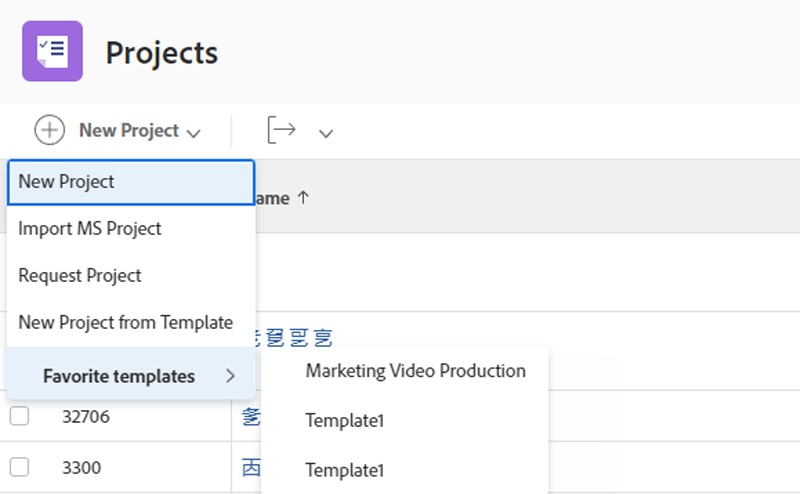 Projects
New Project
New Project
ame ↑
Import MS Project
Request Project
New Project from Template
Favorite templates
Marketing Video Production
32706
Template1
3300
Template1